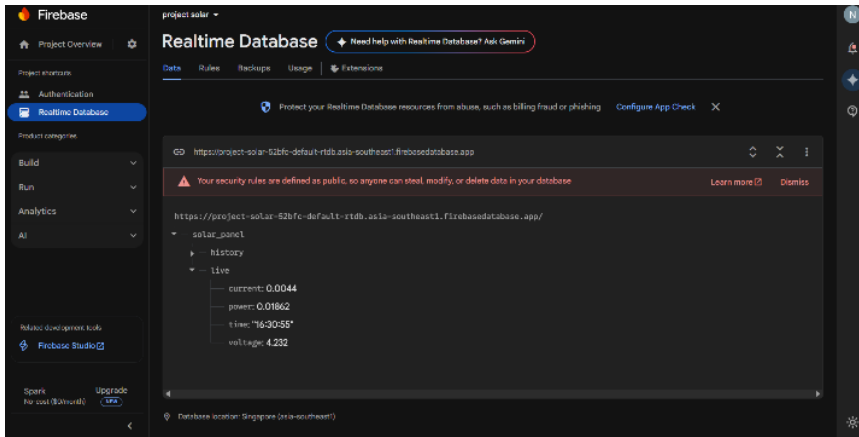 Firebase
project solar
N
Project Overview
Realtime Database
Need help with Realtime Database? Ask Gemini
Data Rules Backups Usage Extensions
Project shortcuts
Authentication
Realtime Database
Protect your Realtime Database resources from abuse, such as billing fraud or phishing Configure App Check
Product categories
Build
Run
Analytics
AI
https://project-solar-52bfc-default-rtdb.asia-southeast1.firebasedatabase.app
Your security rules are defined as public, so anyone can steal, modify, or delete data in your database Learn more Dismiss
https://project-solar-52bfc-default-rtdb.asia-southeast1.firebasedatabase.app/
solar_panel
history
live
current: 0.0044
power: 0.01862
time: "16:30:55"
voltage: 4.232
Related development tools
Firebase Studio
Spark Upgrade
No cost ($0/month)
Database location: Singapore (asia-southeast1)